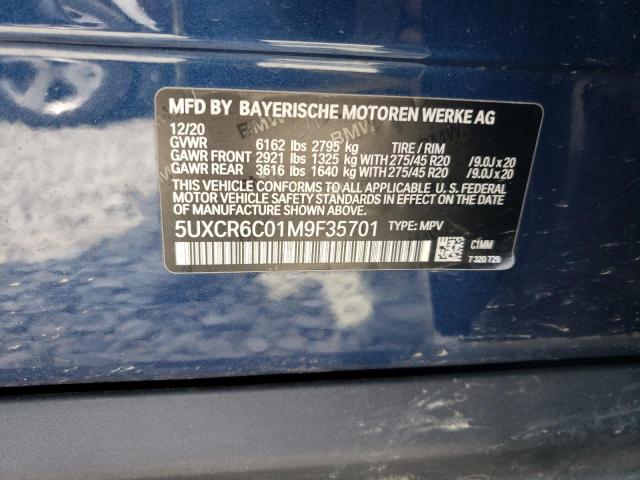 MFD BY BAYERISCHE MOTOREN WERKE AG
12/20
GVWR 6162 lbs 2795 kg TIRE / RIM
GAWR FRONT 2921 lbs 1325 kg WITH 275/45 R20 /9.0J x 20
GAWR REAR 3616 lbs 1640 kg WITH 275/45 R20 /9.0J x 20
THIS VEHICLE CONFORMS TO ALL APPLICABLE U. S. FEDERAL
MOTOR VEHICLE SAFETY STANDARDS IN EFFECT ON THE
DATE OF MANUFACTURE SHOWN ABOVE.
5UXCR6C01M9F35701 TYPE: MPV
C1MM
7320729